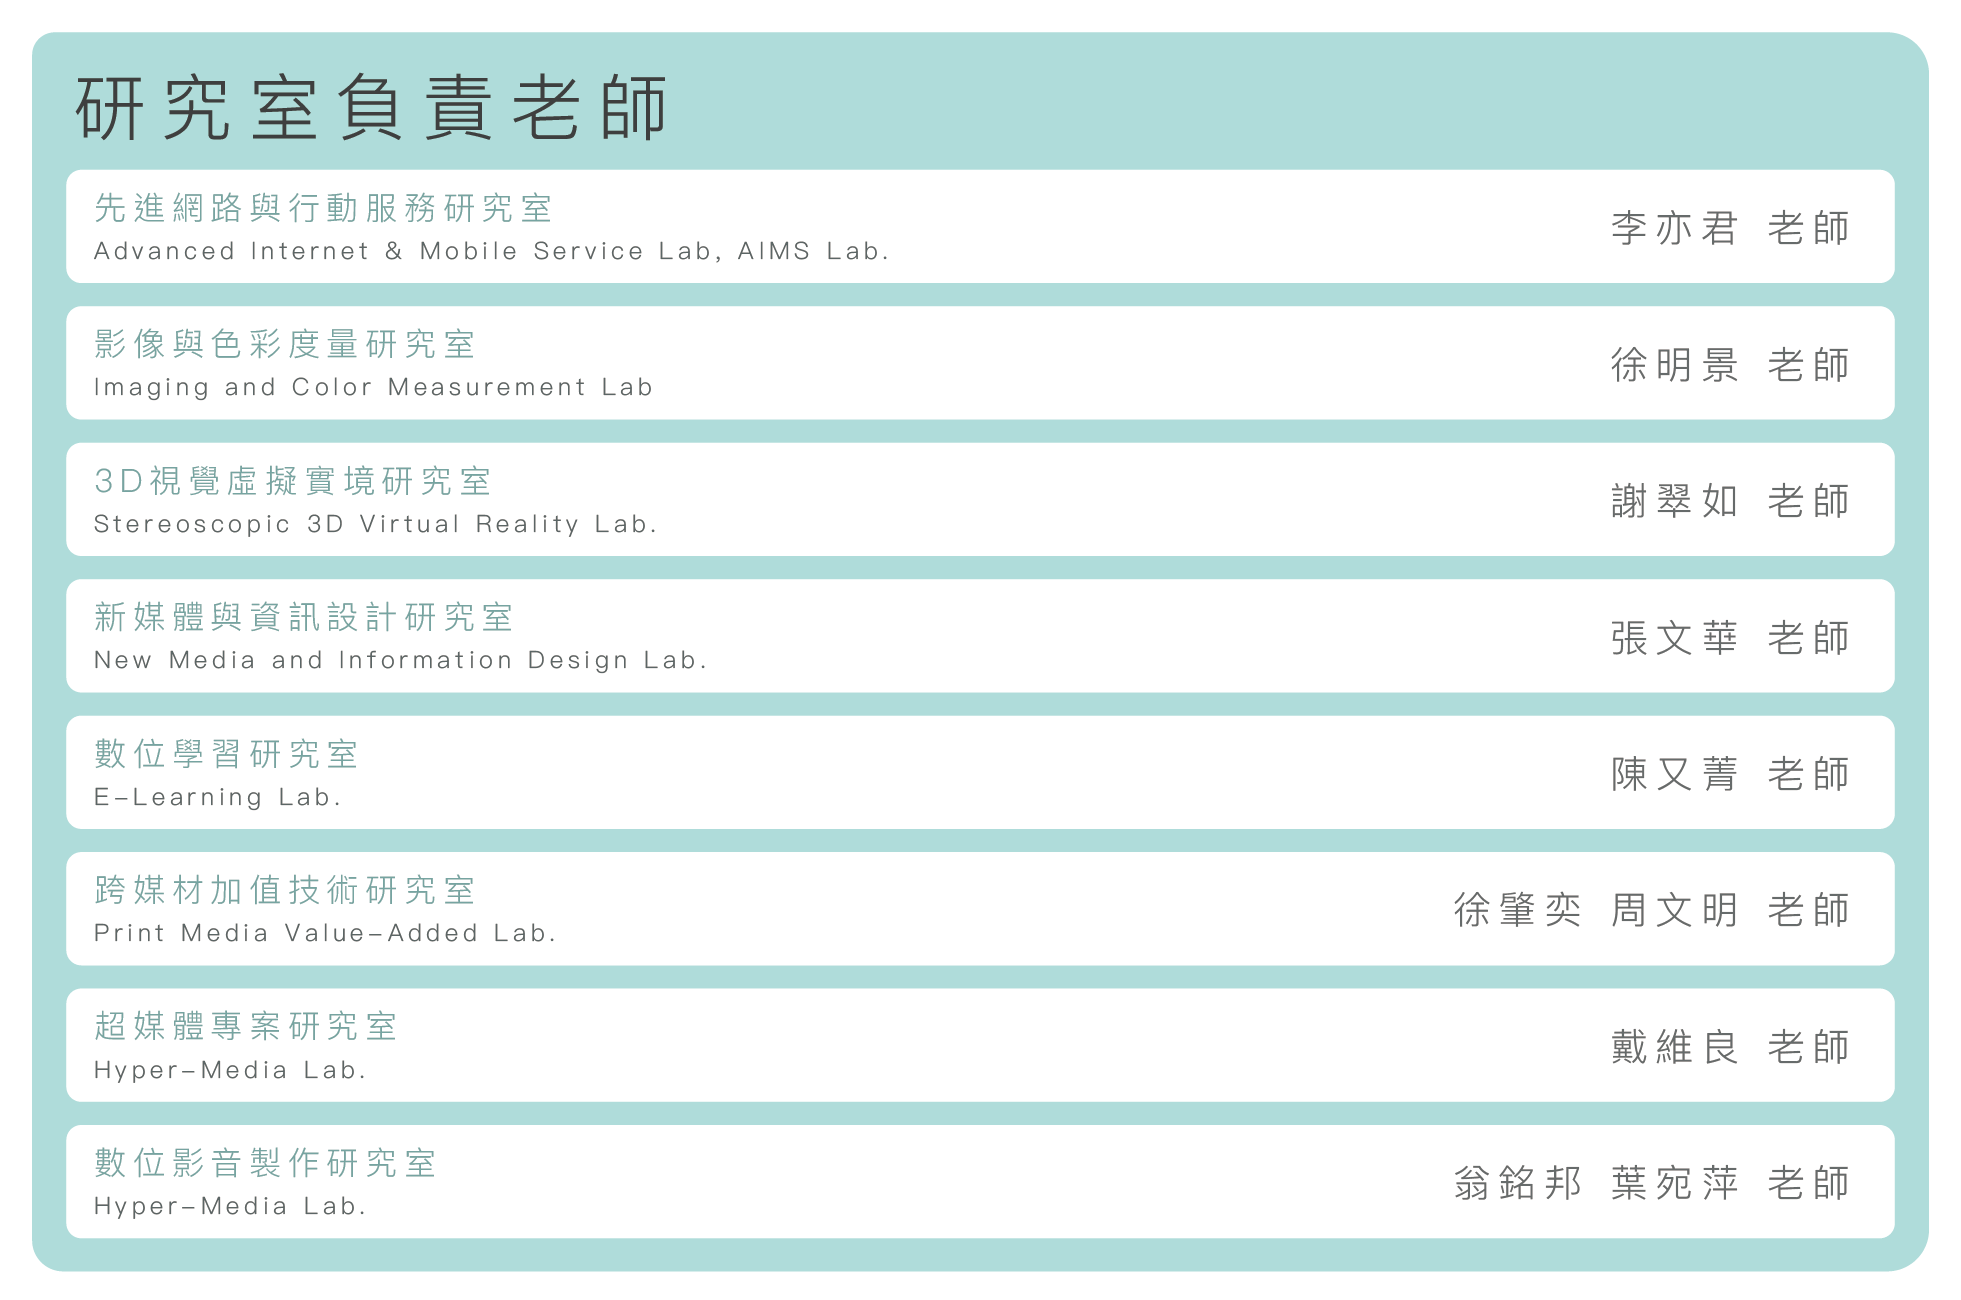 研究室負責老師
先進網路與行動服務研究室
Advanced Internet & Mobile Service Lab, AIMS Lab.
李亦君 老師
影像與色彩度量研究室
Imaging and Color Measurement Lab
徐明景 老師
3D視覺虛擬實境研究室
Stereoscopic 3D Virtual Reality Lab.
謝翠如 老師
新媒體與資訊設計研究室
New Media and Information Design Lab.
張文華 老師
數位學習研究室
E-Learning Lab.
陳又菁 老師
跨媒材加值技術研究室
Print Media Value-Added Lab.
徐肇奕 周文明 老師
超媒體專案研究室
Hyper-Media Lab.
戴維良 老師
數位影音製作研究室
Hyper-Media Lab.
翁銘邦 葉宛萍 老師